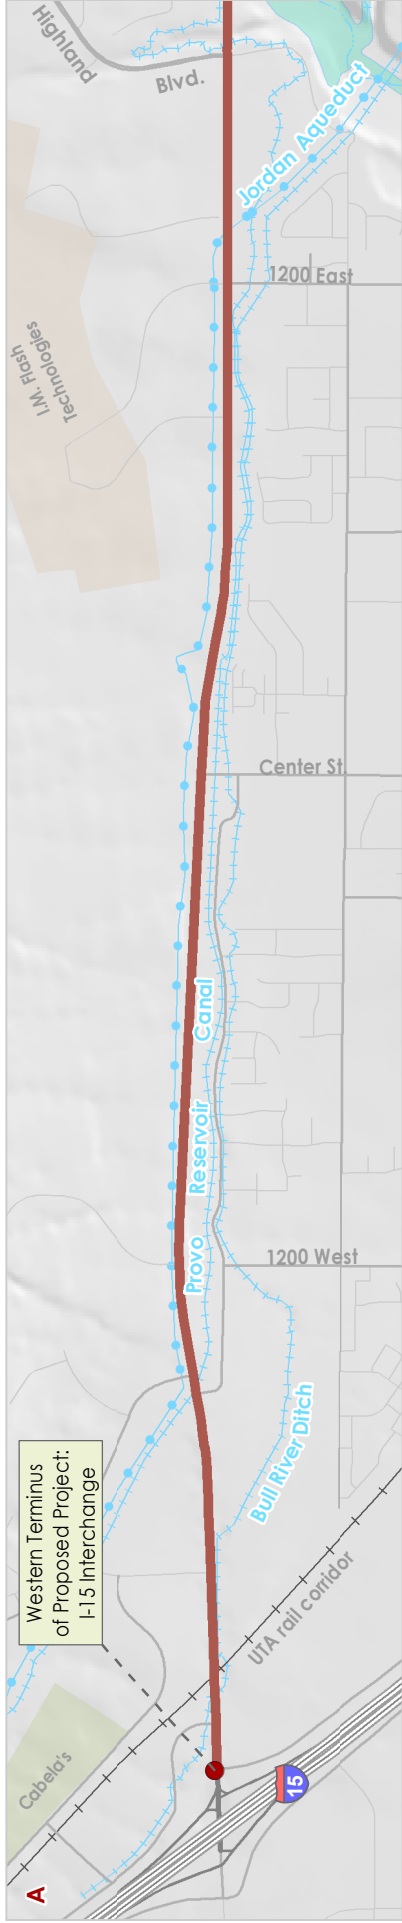 A
Cabela's
Western Terminus
of Proposed Project:
I-15 Interchange
15
UTA rail corridor
Bull River Ditch
1200 West
Provo Reservoir Canal
Center St.
I.M. Flash
Technologies
1200 East
Jordan Aqueduct
Highland
Blvd.